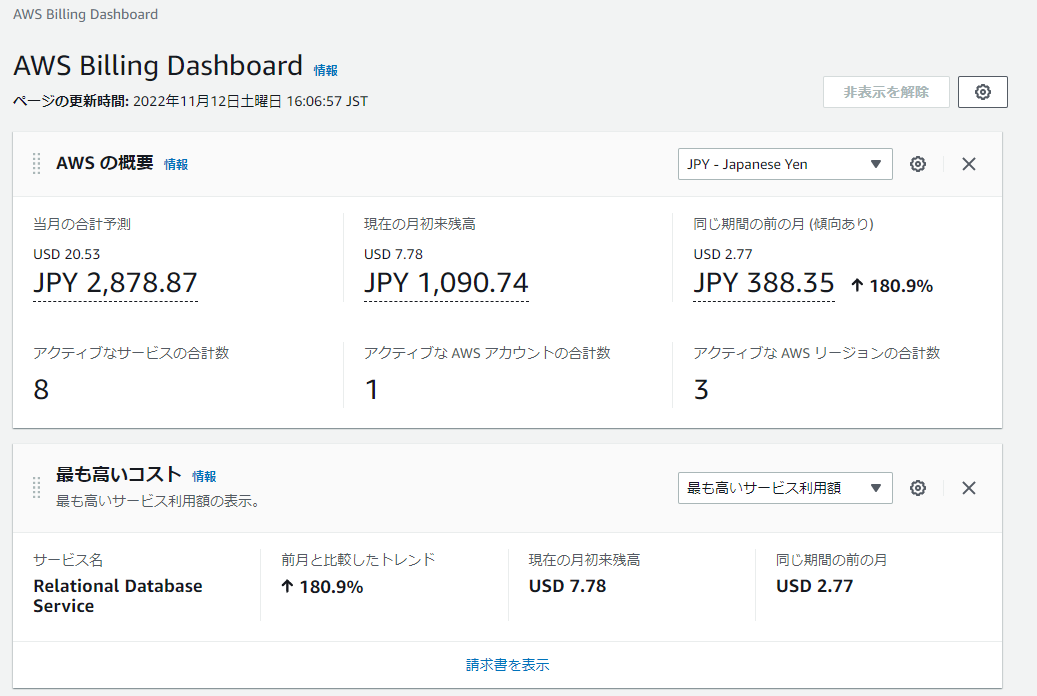 AWS Billing Dashboard
AWS Billing Dashboard 情報
ページの更新時間: 2022年11月12日土曜日 16:06:57 JST
非表示を解除
AWS の概要 情報
JPY - Japanese Yen
当月の合計予測
USD 20.53
JPY 2,878.87
現在の月初来残高
USD 7.78
JPY 1,090.74
同じ期間の前の月 (傾向あり)
USD 2.77
JPY 388.35 ↑ 180.9%
アクティブなサービスの合計数
8
アクティブな AWS アカウントの合計数
1
アクティブな AWS リージョンの合計数
3
最も高いコスト 情報
最も高いサービス利用額の表示。
最も高いサービス利用額
サービス名
Relational Database
Service
前月と比較したトレンド
↑ 180.9%
現在の月初来残高
USD 7.78
同じ期間の前の月
USD 2.77
請求書を表示